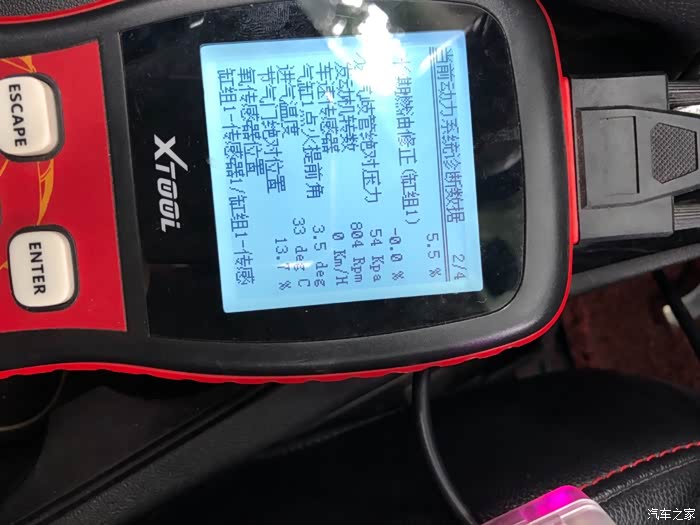 当前动力系统诊断数据 2/4
5.5 %
期燃油修正(缸组1) -0.0 %
气歧管绝对压力 54 Kpa
发动机转数 804 Rpm
车速传感器 0 Km/H
气缸1点火提前角 3.5 deg
进气温度 33 deg C
节气门绝对位置 13.7 %
氧传感器位置
缸组1-传感器1/缸组1-传感
XTOOL
ESCAPE
ENTER
汽车之家